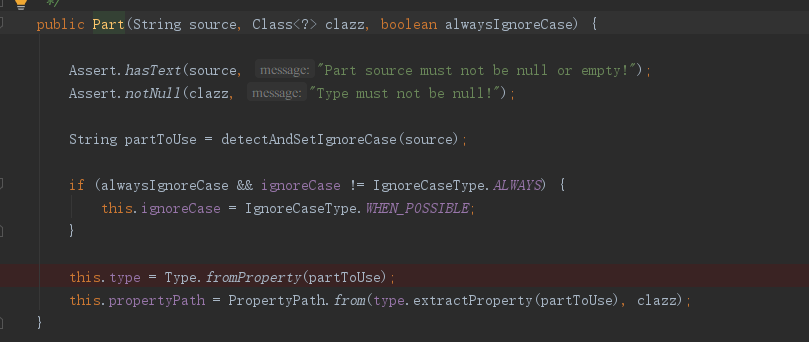 */
public Part(String source, Class<?> clazz, boolean alwaysIgnoreCase) {
Assert.hasText(source, message: "Part source must not be null or empty!");
Assert.notNull(clazz, message: "Type must not be null!");
String partToUse = detectAndSetIgnoreCase(source);
if (alwaysIgnoreCase && ignoreCase != IgnoreCaseType.ALWAYS) {
this.ignoreCase = IgnoreCaseType.WHEN_POSSIBLE;
}
this.type = Type.fromProperty(partToUse);
this.propertyPath = PropertyPath.from(type.extractProperty(partToUse), clazz);
}